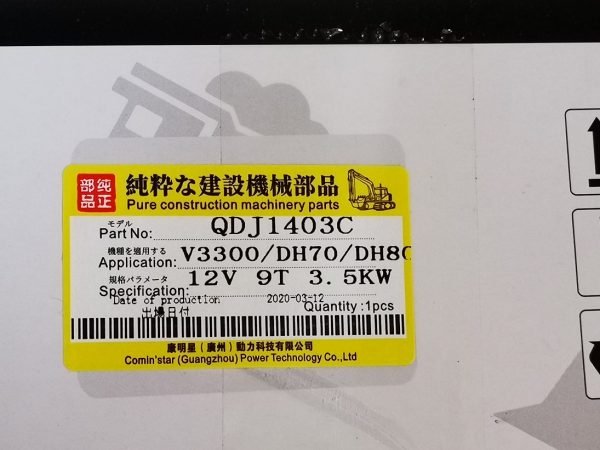 純正
部品
純粋な建設機械部品
Pure construction machinery parts
モデル
Part No: QDJ1403C
機種を適用する
Application: V3300/DH70/DH80
規格パラメータ
Specification: 12V 9T 3.5KW
Date of production 2020-03-12
出場日付 Quantity:1pcs
康明星（廣州）動力科技有限公司
Comin'star (Guangzhou) Power Technology Co.,Ltd